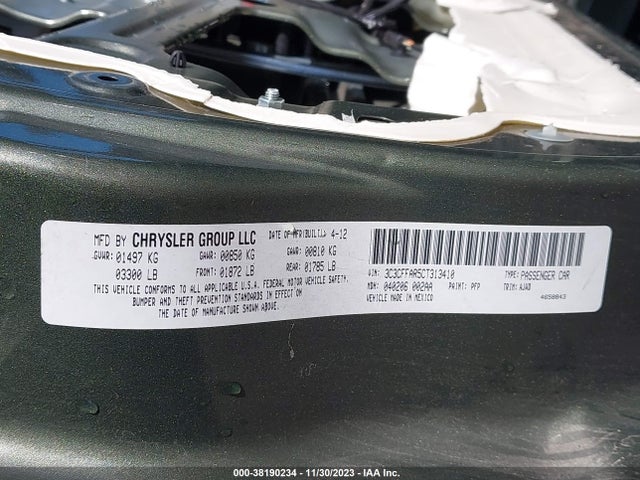 MFD BY CHRYSLER GROUP LLC DATE OF MFR(BUILT): 4-12
GVWR: 01497 KG GAWR: 00850 KG GAWR: 00810 KG
03300 LB FRONT: 01872 LB REAR: 01785 LB
THIS VEHICLE CONFORMS TO ALL APPLICABLE U.S.A. FEDERAL MOTOR VEHICLE SAFETY,
BUMPER AND THEFT PREVENTION STANDARDS IN EFFECT ON
THE DATE OF MANUFACTURE SHOWN ABOVE.
VIN: 3C3CFFAR5CT313410 TYPE: PASSENGER CAR
MDH: 040206 002AA PAINT: PFP TRIM: AJAD
VEHICLE MADE IN MEXICO 4658843
000-38190234 - 11/30/2023 - IAA Inc.